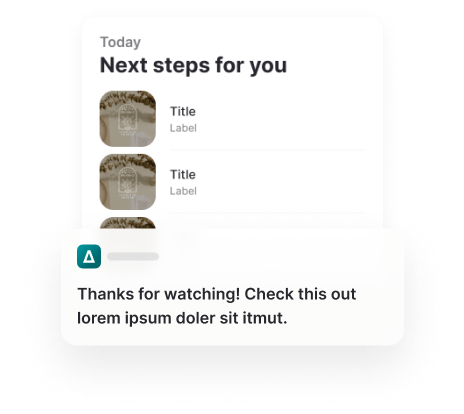 Today
Next steps for you
Title
Label
Title
Label
Thanks for watching! Check this out
lorem ipsum doler sit itmut.